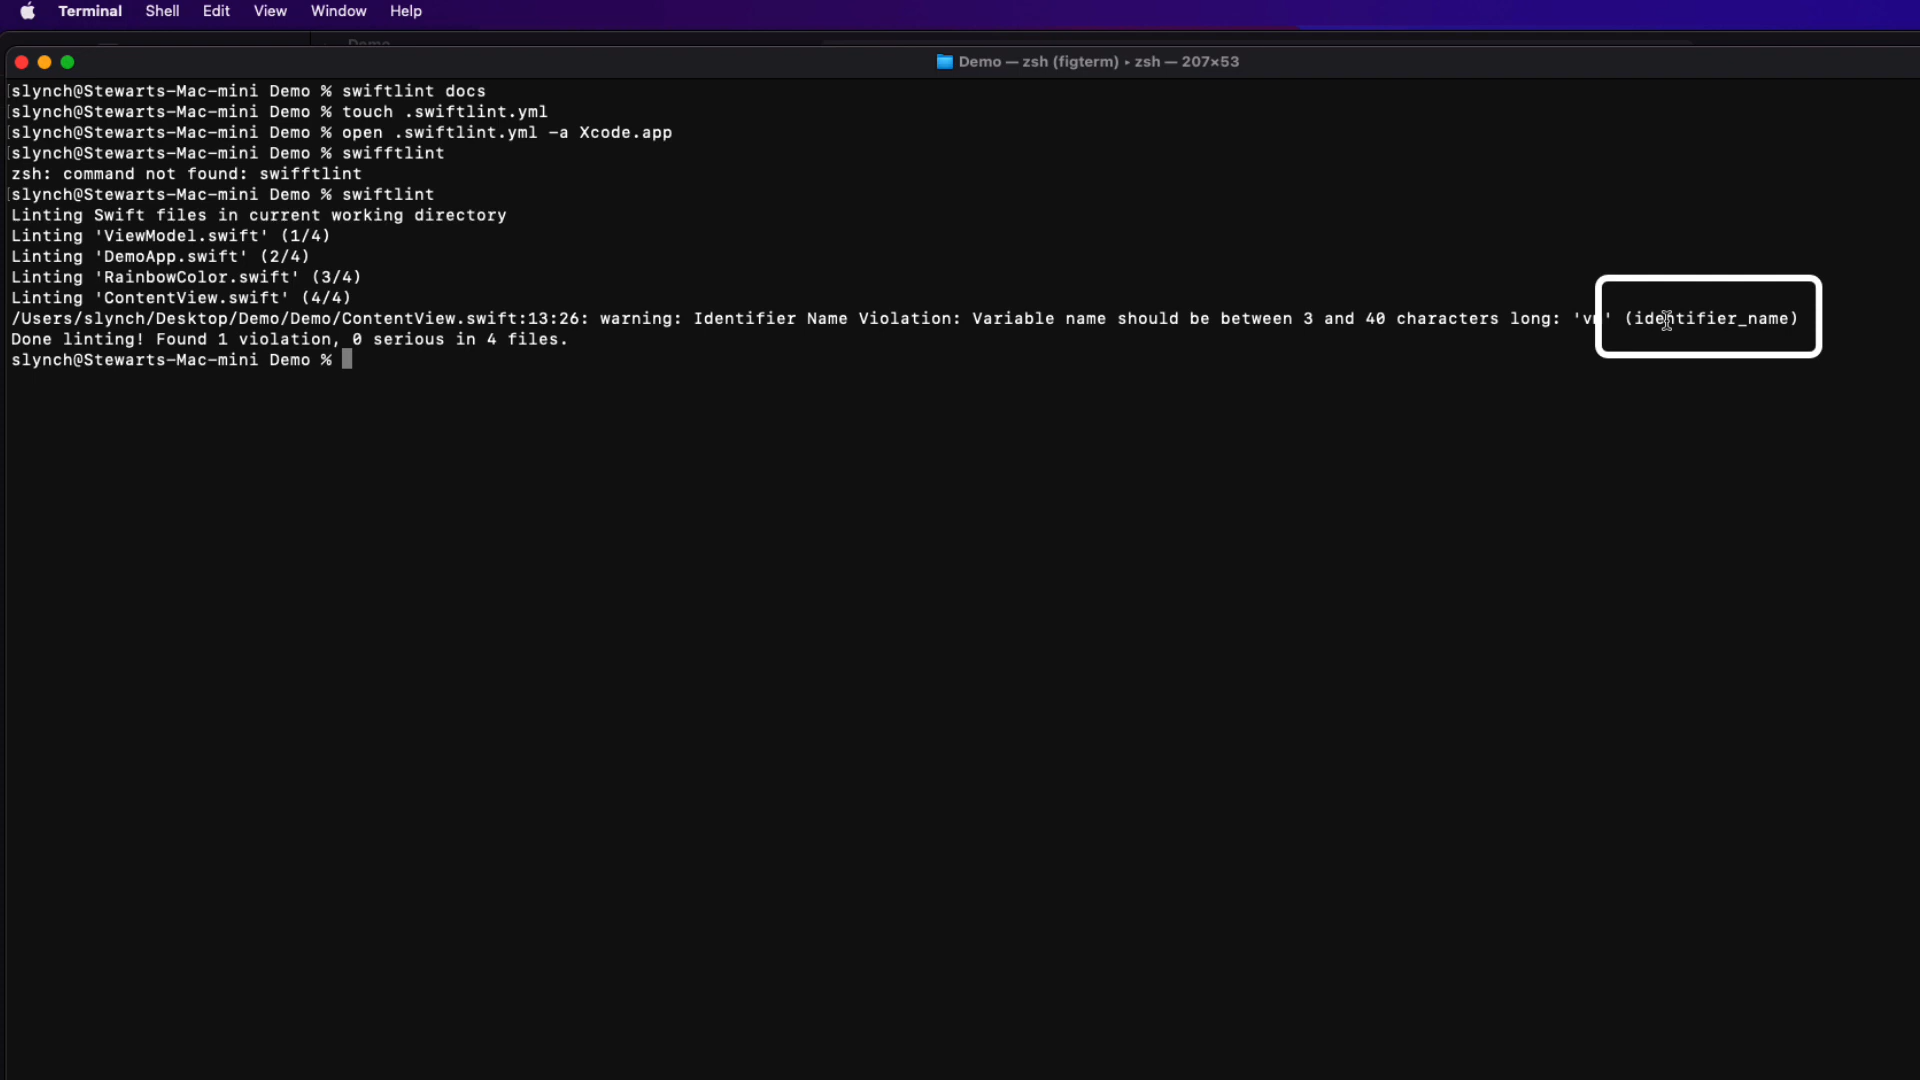 Terminal Shell Edit View Window Help
Demo — zsh (figterm) ▸ zsh — 207×53
[slynch@Stewarts-Mac-mini Demo % swiftlint docs
[slynch@Stewarts-Mac-mini Demo % touch .swiftlint.yml
[slynch@Stewarts-Mac-mini Demo % open .swiftlint.yml -a Xcode.app
[slynch@Stewarts-Mac-mini Demo % swifftlint
zsh: command not found: swifftlint
[slynch@Stewarts-Mac-mini Demo % swiftlint
Linting Swift files in current working directory
Linting 'ViewModel.swift' (1/4)
Linting 'DemoApp.swift' (2/4)
Linting 'RainbowColor.swift' (3/4)
Linting 'ContentView.swift' (4/4)
/Users/slynch/Desktop/Demo/Demo/ContentView.swift:13:26: warning: Identifier Name Violation: Variable name should be between 3 and 40 characters long: (identifier_name)
Done linting! Found 1 violation, 0 serious in 4 files.
slynch@Stewarts-Mac-mini Demo %